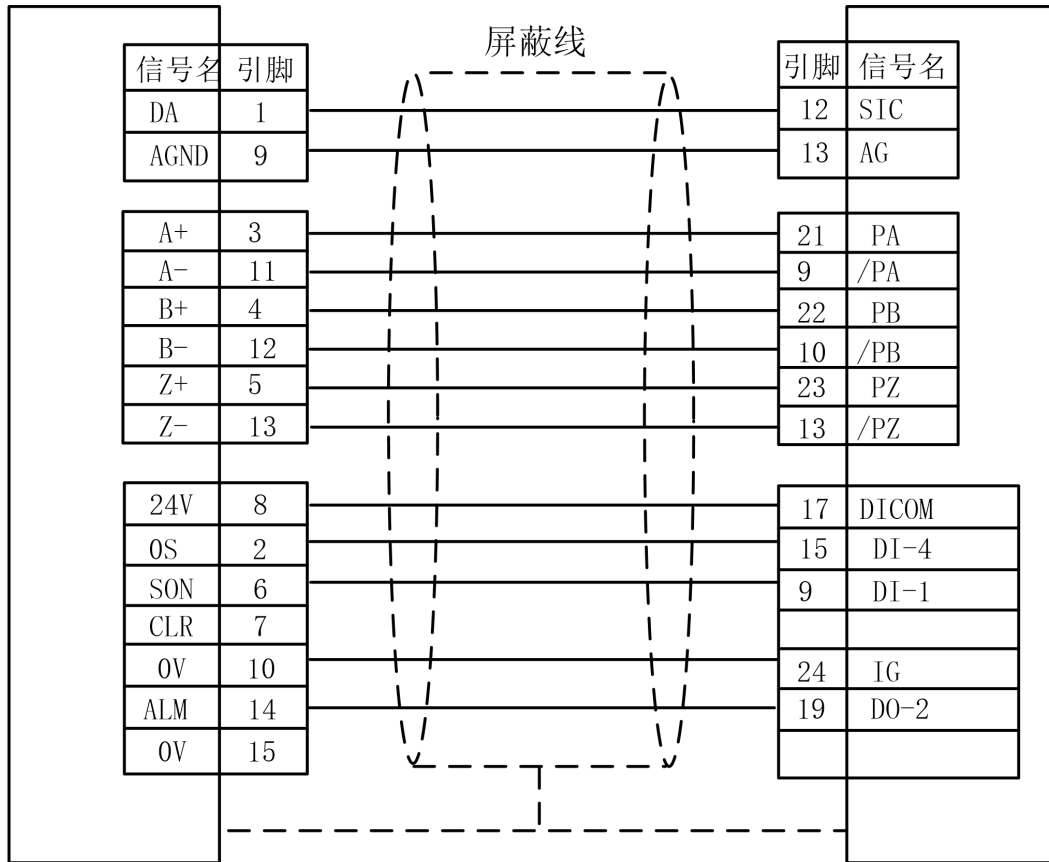 屏蔽线
信号名 引脚 引脚 信号名
DA 1 12 SIC
AGND 9 13 AG
A+ 3 21 PA
A- 11 9 /PA
B+ 4 22 PB
B- 12 10 /PB
Z+ 5 23 PZ
Z- 13 13 /PZ
24V 8 17 DICOM
OS 2 15 DI-4
SON 6 9 DI-1
CLR 7
0V 10 24 IG
ALM 14 19 DO-2
0V 15